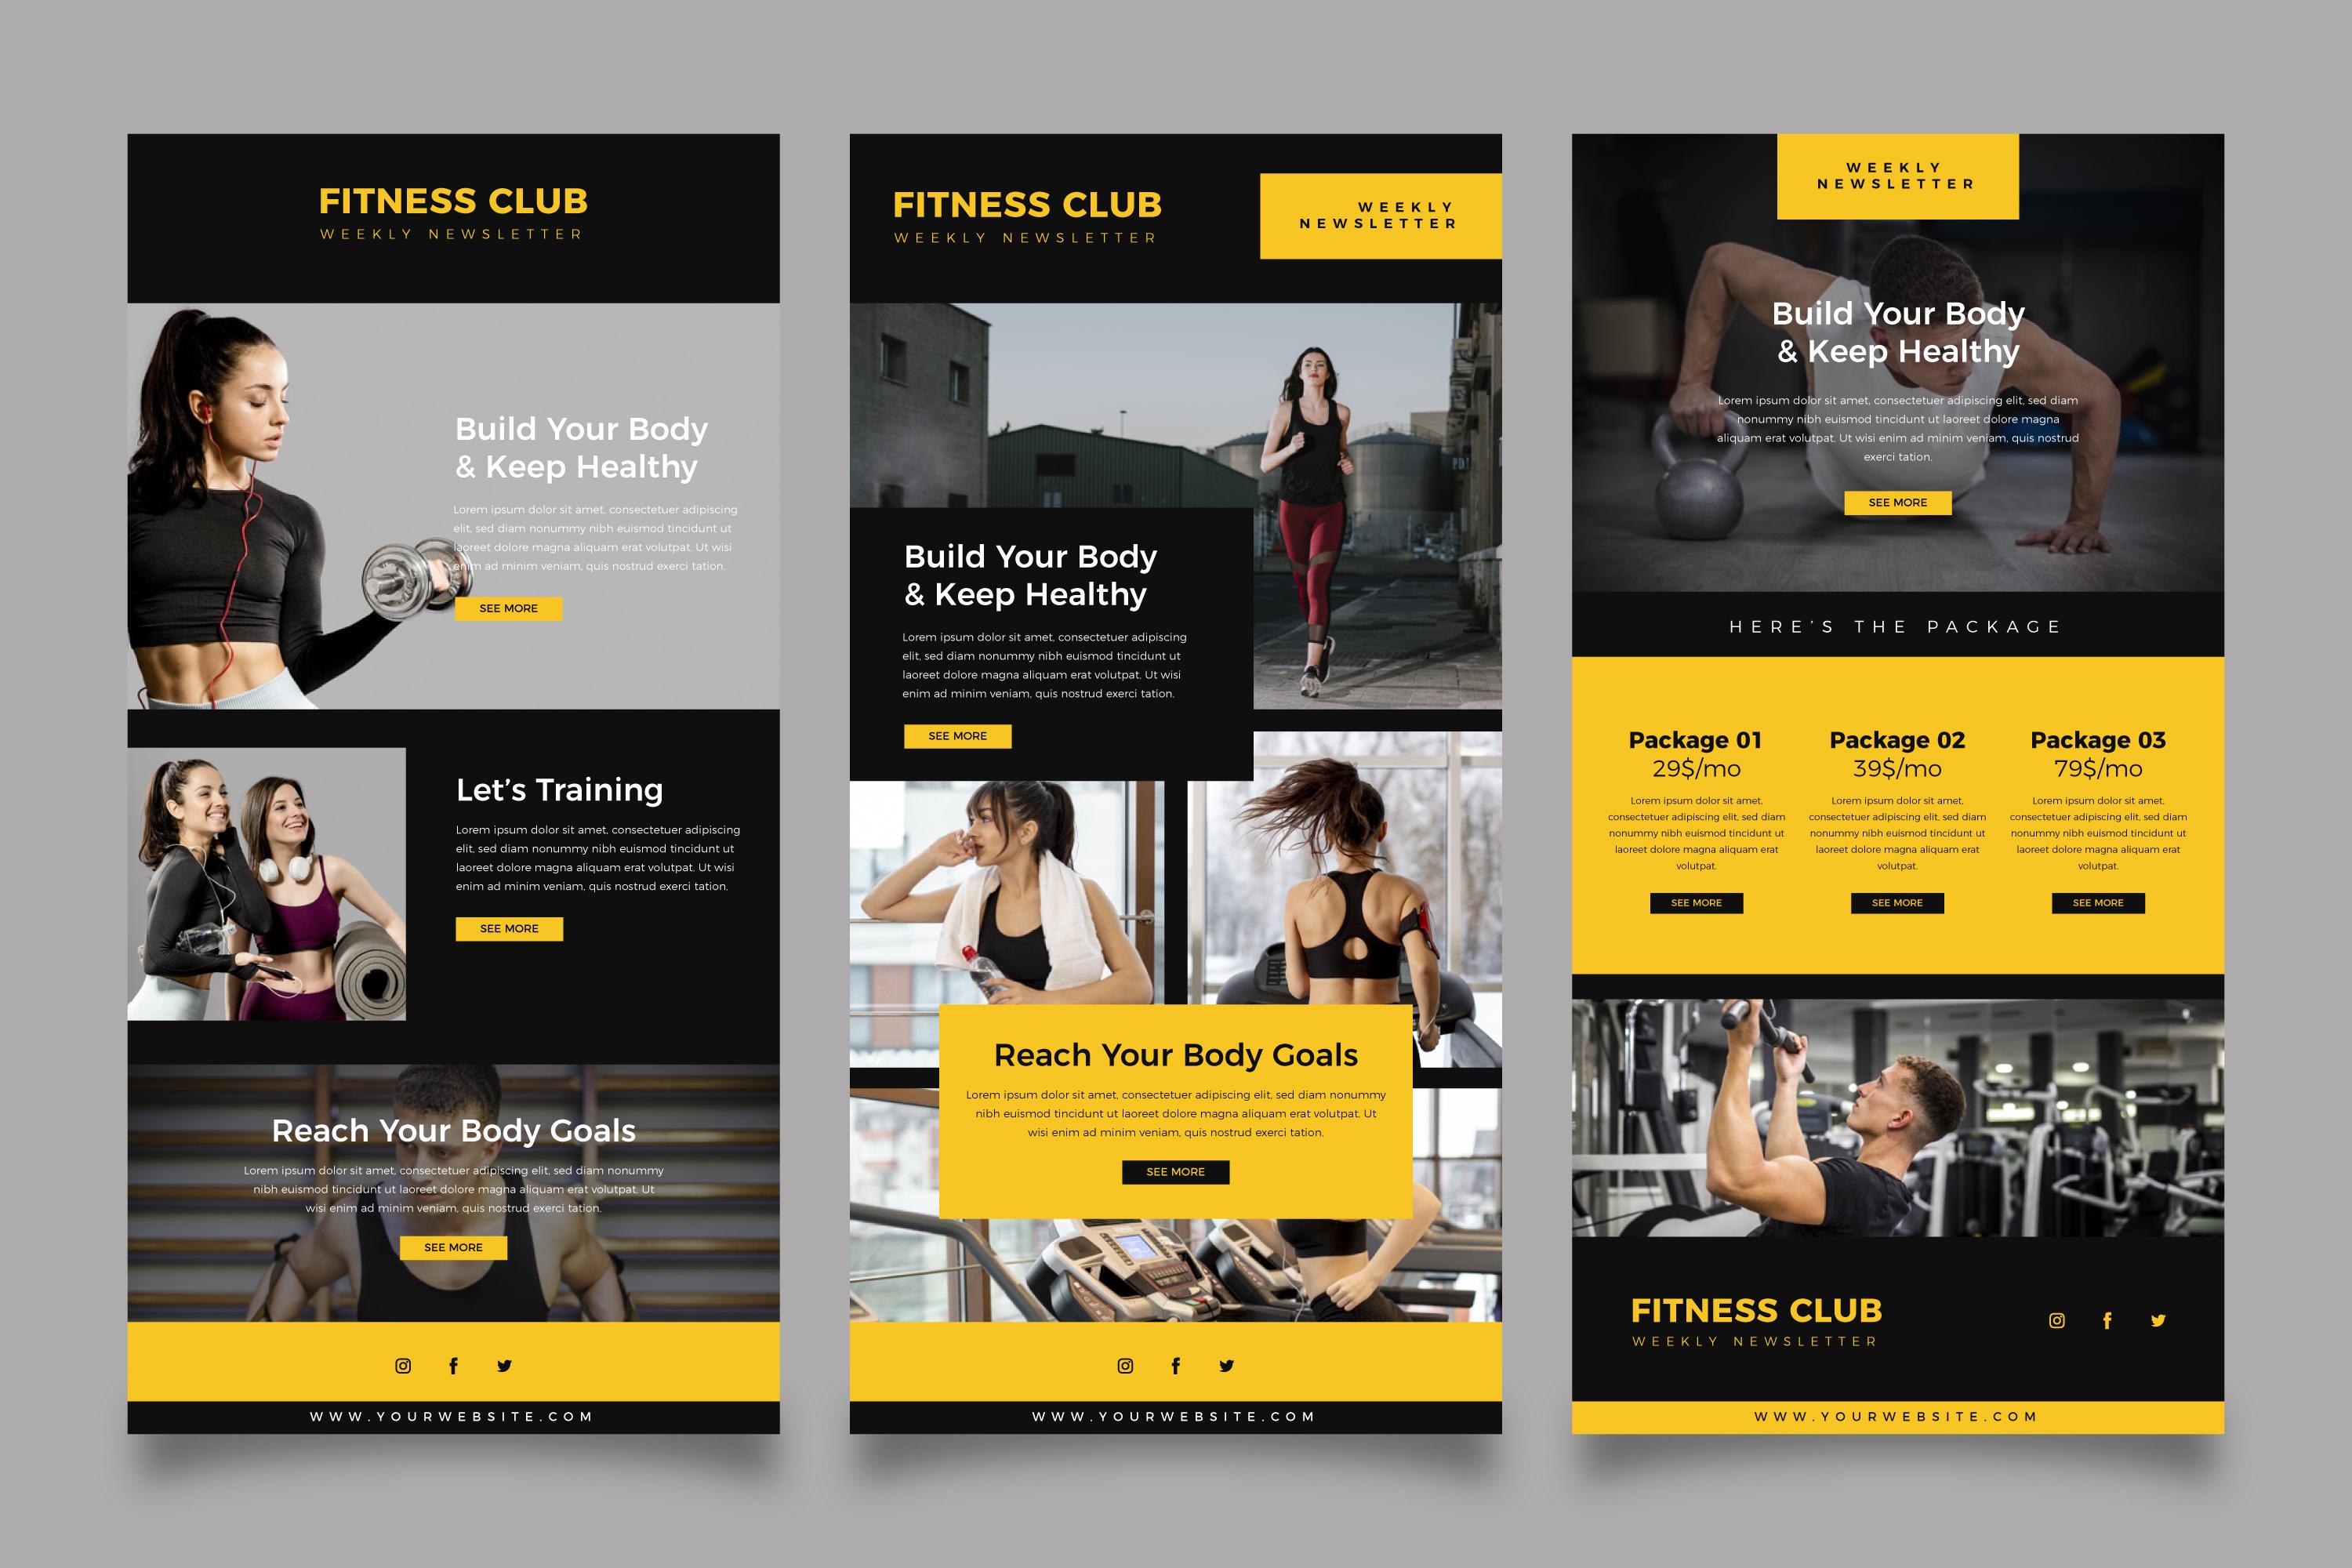 FITNESS CLUB
WEEKLY NEWSLETTER
Build Your Body
& Keep Healthy
Lorem ipsum dolor sit amet, consectetuer adipiscing
elit, sed diam nonummy nibh euismod tincidunt ut
laoreet dolore magna aliquam erat volutpat. Ut wisi
enim ad minim veniam, quis nostrud exerci tation.
SEE MORE
Let’s Training
Lorem ipsum dolor sit amet, consectetuer adipiscing
elit, sed diam nonummy nibh euismod tincidunt ut
laoreet dolore magna aliquam erat volutpat. Ut wisi
enim ad minim veniam, quis nostrud exerci tation.
SEE MORE
Reach Your Body Goals
Lorem ipsum dolor sit amet, consectetuer adipiscing elit, sed diam nonummy
nibh euismod tincidunt ut laoreet dolore magna aliquam erat volutpat. Ut
wisi enim ad minim veniam, quis nostrud exerci tation.
SEE MORE
WWW.YOURWEBSITE.COM
FITNESS CLUB
WEEKLY NEWSLETTER
WEEKLY
NEWSLETTER
Build Your Body
& Keep Healthy
Lorem ipsum dolor sit amet, consectetuer adipiscing
elit, sed diam nonummy nibh euismod tincidunt ut
laoreet dolore magna aliquam erat volutpat. Ut wisi
enim ad minim veniam, quis nostrud exerci tation.
SEE MORE
Reach Your Body Goals
Lorem ipsum dolor sit amet, consectetuer adipiscing elit, sed diam nonummy
nibh euismod tincidunt ut laoreet dolore magna aliquam erat volutpat. Ut
wisi enim ad minim veniam, quis nostrud exerci tation.
SEE MORE
WWW.YOURWEBSITE.COM
WEEKLY
NEWSLETTER
Build Your Body
& Keep Healthy
Lorem ipsum dolor sit amet, consectetuer adipiscing elit, sed diam
nonummy nibh euismod tincidunt ut laoreet dolore magna
aliquam erat volutpat. Ut wisi enim ad minim veniam, quis nostrud
exerci tation.
SEE MORE
HERE’S THE PACKAGE
Package 01
29$/mo
Lorem ipsum dolor sit amet,
consectetuer adipiscing elit, sed diam
nonummy nibh euismod tincidunt ut
laoreet dolore magna aliquam erat
volutpat.
SEE MORE
Package 02
39$/mo
Lorem ipsum dolor sit amet,
consectetuer adipiscing elit, sed diam
nonummy nibh euismod tincidunt ut
laoreet dolore magna aliquam erat
volutpat.
SEE MORE
Package 03
79$/mo
Lorem ipsum dolor sit amet,
consectetuer adipiscing elit, sed diam
nonummy nibh euismod tincidunt ut
laoreet dolore magna aliquam erat
volutpat.
SEE MORE
FITNESS CLUB
WEEKLY NEWSLETTER
WWW.YOURWEBSITE.COM